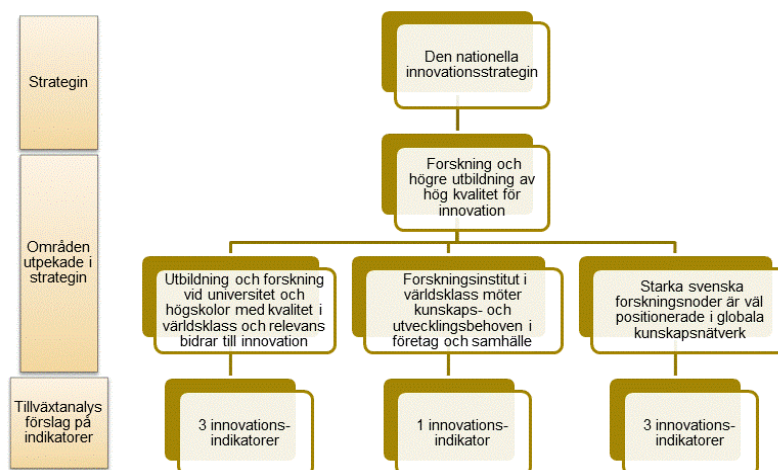 Strategin
Den nationella
innovationsstrategin
Områden
utpekade i
strategin
Forskning och
högre utbildning av
hög kvalitet för
innovation
Utbildning och forskning
vid universitet och
högskolor med kvalitet i
världsklass och relevans
bidrar till innovation
Forskningsinstitut i
världsklass möter
kunskaps- och
utvecklingsbehoven i
företag och samhälle
Starka svenska
forskningsnoder är väl
positionerade i globala
kunskapsnätverk
Tillväxtanalys
förslag på
indikatorer
3 innovations-
indikatorer
1 innovations-
indikator
3 innovations-
indikatorer